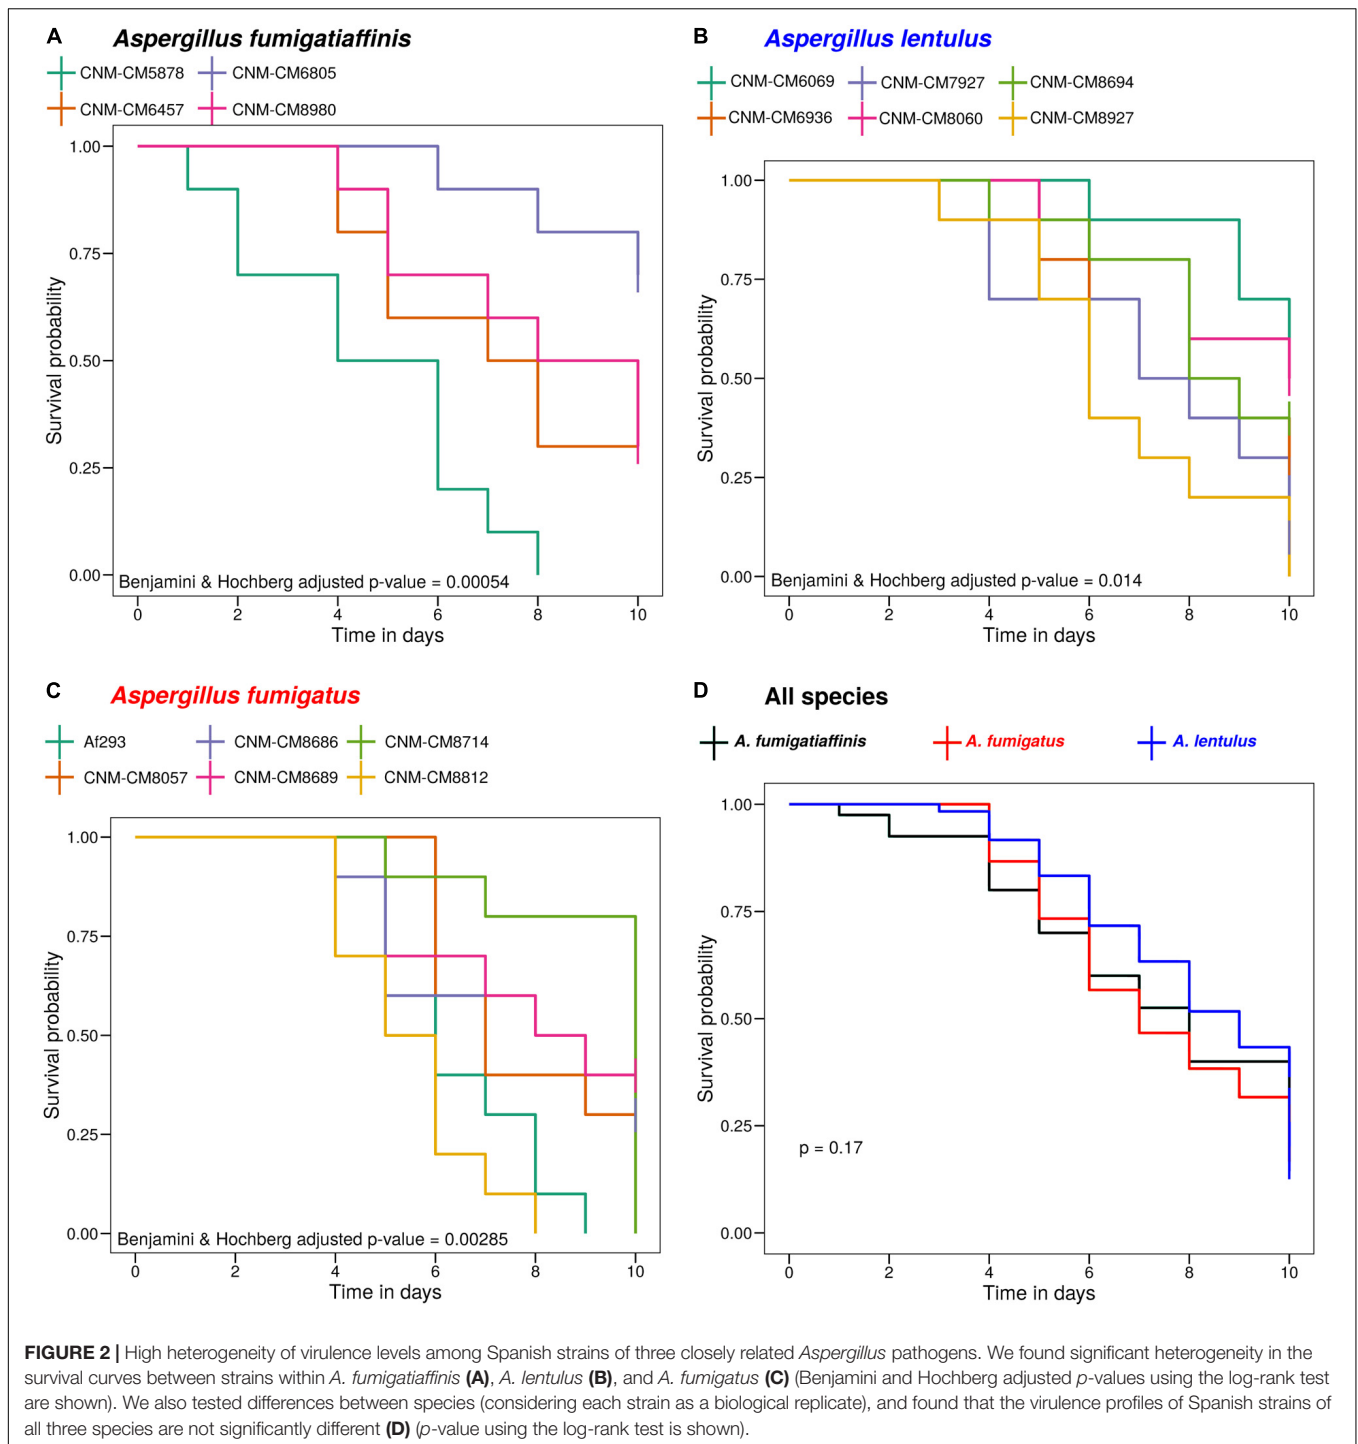 A Aspergillus fumigatiaffinis
CNM-CM5878 CNM-CM6805
CNM-CM6457 CNM-CM8980
1.00
0.75
0.50
0.25
0.00
Survival probability
Benjamini & Hochberg adjusted p-value = 0.00054
0 2 4 6 8 10
Time in days
B Aspergillus lentulus
CNM-CM6069 CNM-CM7927 CNM-CM8694
CNM-CM6936 CNM-CM8060 CNM-CM8927
1.00
0.75
0.50
0.25
0.00
Survival probability
Benjamini & Hochberg adjusted p-value = 0.014
0 2 4 6 8 10
Time in days
C Aspergillus fumigatus
Af293 CNM-CM8686 CNM-CM8714
CNM-CM8057 CNM-CM8689 CNM-CM8812
1.00
0.75
0.50
0.25
0.00
Survival probability
Benjamini & Hochberg adjusted p-value = 0.00285
0 2 4 6 8 10
Time in days
D All species
A. fumigatiaffinis A. fumigatus A. lentulus
1.00
0.75
0.50
0.25
0.00
Survival probability
p = 0.17
0 2 4 6 8 10
Time in days
FIGURE 2 | High heterogeneity of virulence levels among Spanish strains of three closely related Aspergillus pathogens. We found significant heterogeneity in the
survival curves between strains within A. fumigatiaffinis (A), A. lentulus (B), and A. fumigatus (C) (Benjamini and Hochberg adjusted p-values using the log-rank test
are shown). We also tested differences between species (considering each strain as a biological replicate), and found that the virulence profiles of Spanish strains of
all three species are not significantly different (D) (p-value using the log-rank test is shown).